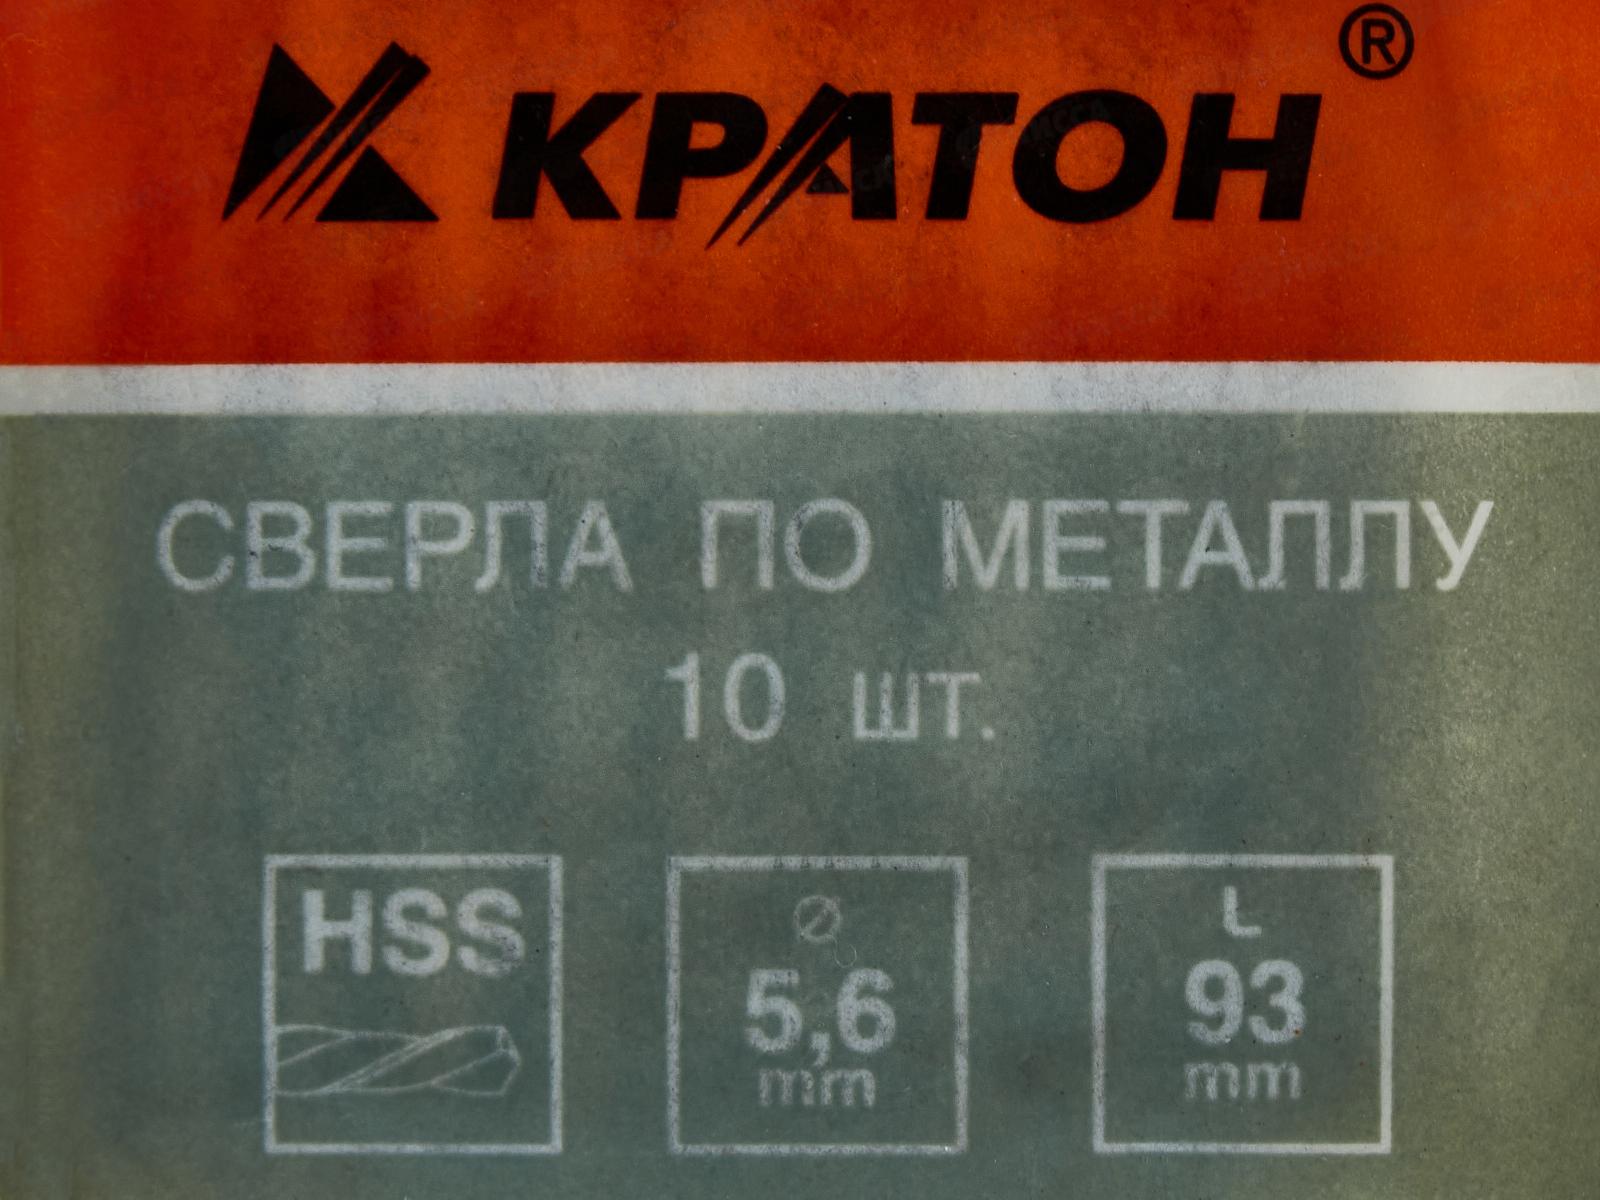 КРАТОН ®
СВЕРЛА ПО МЕТАЛЛУ
10 шт.
HSS
Ø
5,6
mm
L
93
mm